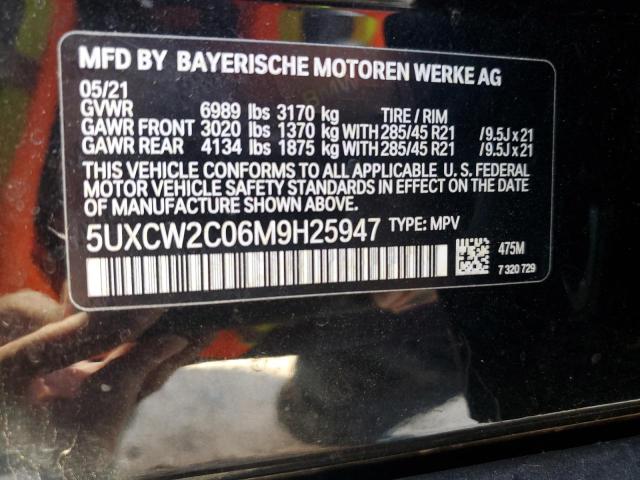 MFD BY BAYERISCHE MOTOREN WERKE AG
05/21
GVWR 6989 lbs 3170 kg TIRE / RIM
GAWR FRONT 3020 lbs 1370 kg WITH 285/45 R21 /9.5J x 21
GAWR REAR 4134 lbs 1875 kg WITH 285/45 R21 /9.5J x 21
THIS VEHICLE CONFORMS TO ALL APPLICABLE U. S. FEDERAL
MOTOR VEHICLE SAFETY STANDARDS IN EFFECT ON THE DATE
OF MANUFACTURE SHOWN ABOVE.
5UXCW2C06M9H25947 TYPE: MPV
475M
7 320 729